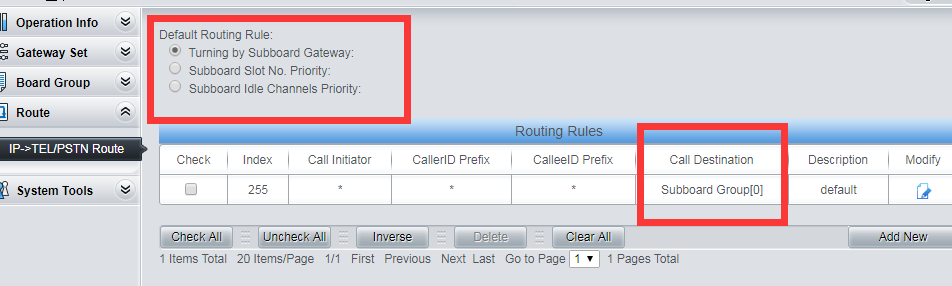 Operation Info
Gateway Set
Board Group
Route
IP->TEL/PSTN Route
System Tools
Default Routing Rule:
Turning by Subboard Gateway:
Subboard Slot No. Priority:
Subboard Idle Channels Priority:
Routing Rules
Check Index Call Initiator CallerID Prefix CalleeID Prefix Call Destination Description Modify
255 * * * Subboard Group[0] default
Check All Uncheck All Inverse Delete Clear All Add New
1 Items Total 20 Items/Page 1/1 First Previous Next Last Go to Page 1 1 Pages Total